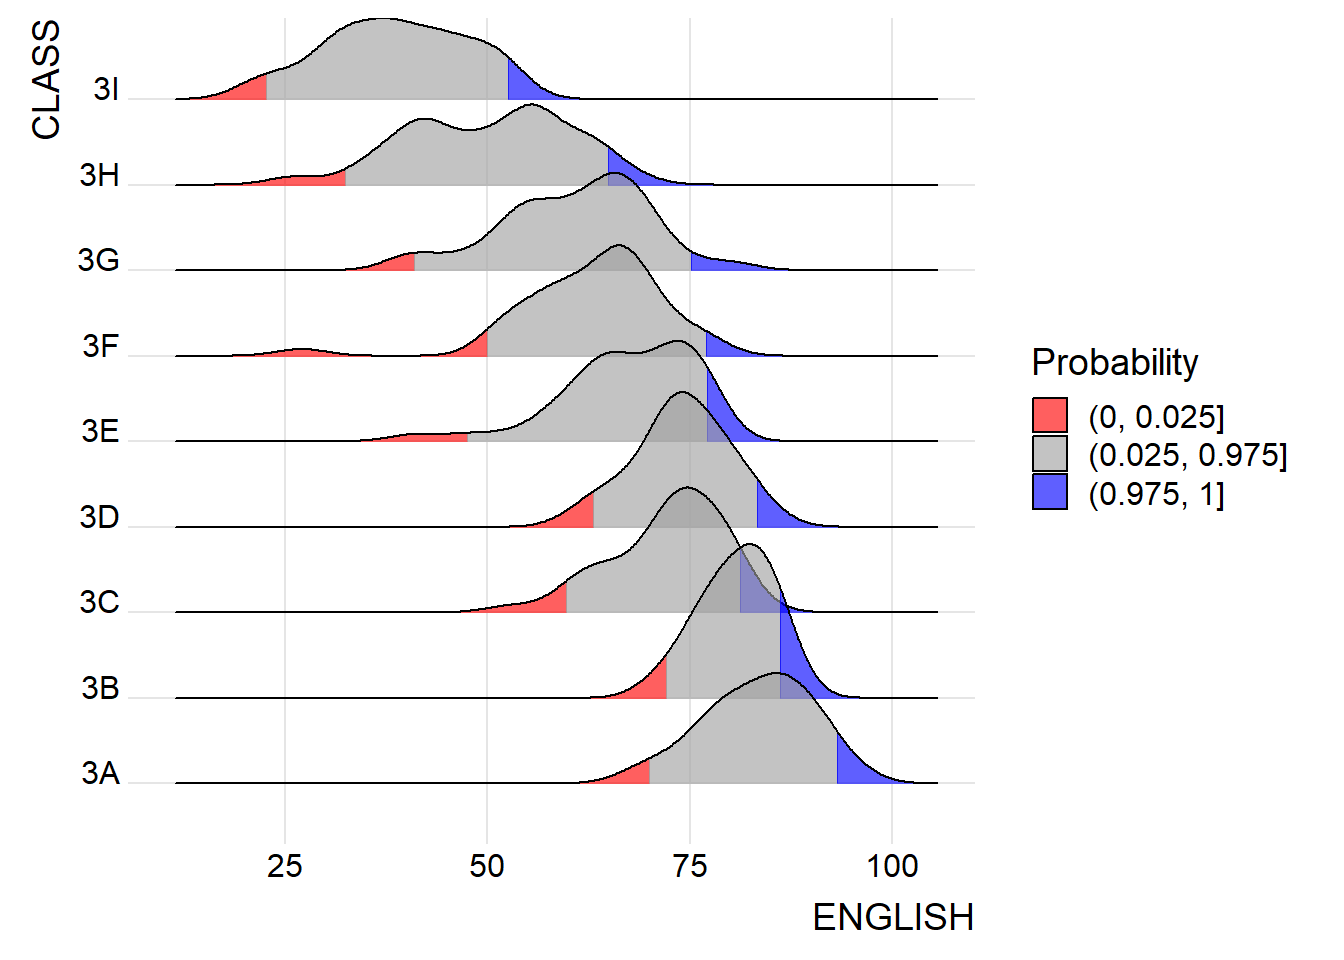 CLASS
3I
3H
3G
3F
3E
3D
3C
3B
3A
25 50 75 100
ENGLISH
Probability
(0, 0.025]
(0.025, 0.975]
(0.975, 1]